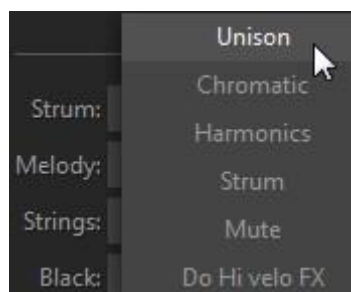 Unison
Chromatic
Strum:
Harmonics
Melody:
Strum
Strings:
Mute
Black:
Do Hi velo FX